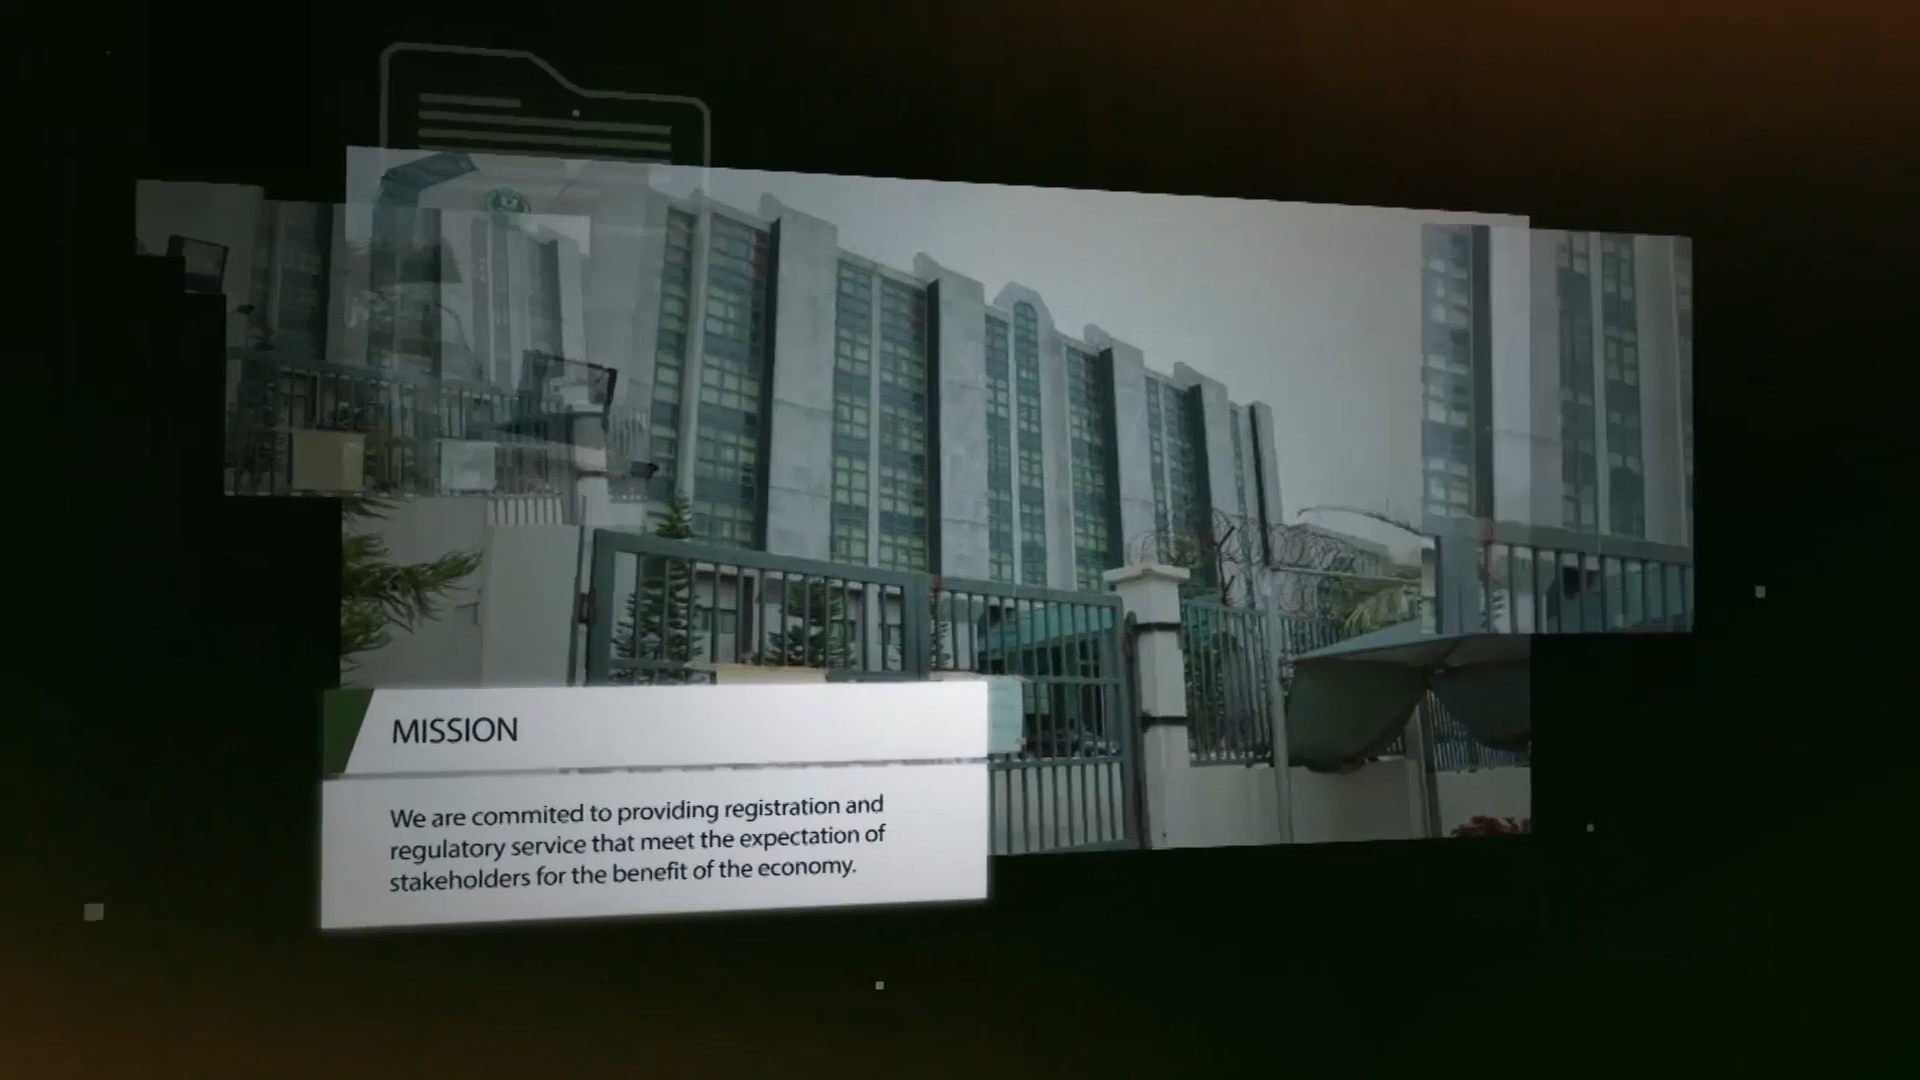 MISSION
We are commited to providing registration and
regulatory service that meet the expectation of
stakeholders for the benefit of the economy.